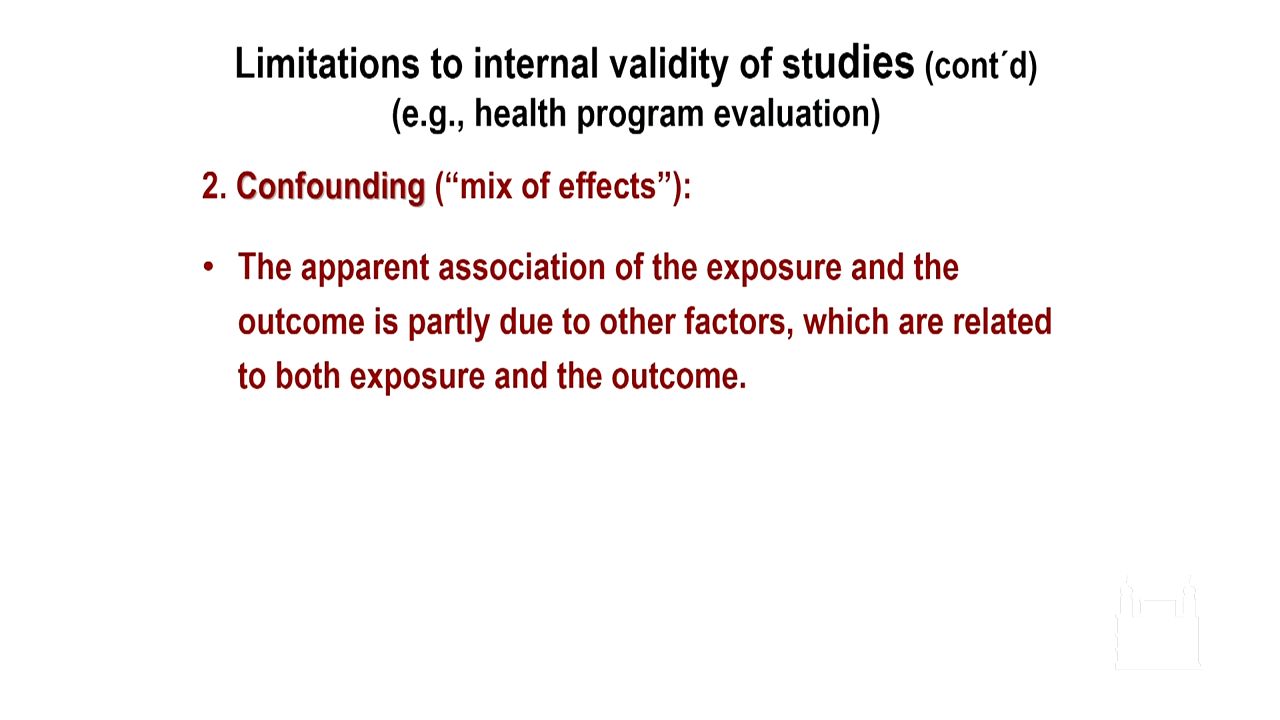 Limitations to internal validity of studies (cont´d)
(e.g., health program evaluation)
2. Confounding (“mix of effects”):
• The apparent association of the exposure and the
outcome is partly due to other factors, which are related
to both exposure and the outcome.